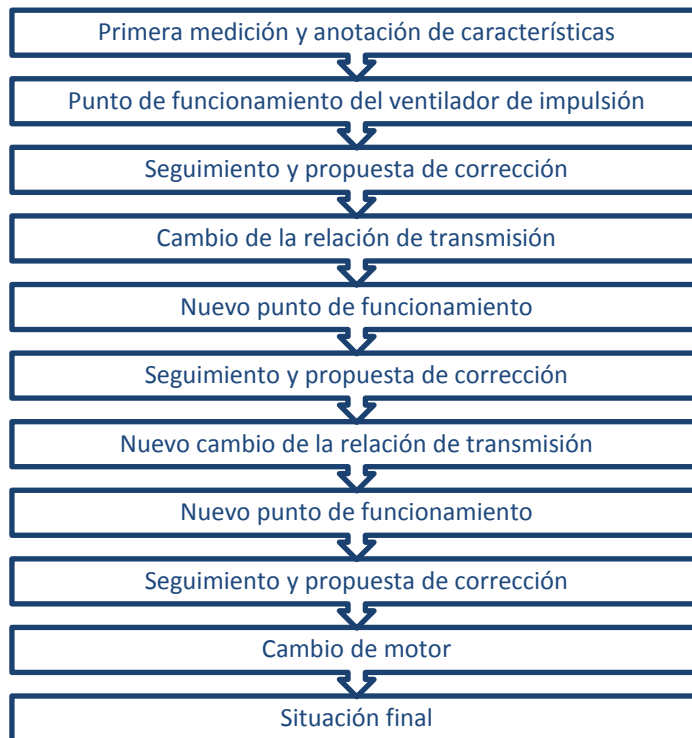 Primera medición y anotación de características
Punto de funcionamiento del ventilador de impulsión
Seguimiento y propuesta de corrección
Cambio de la relación de transmisión
Nuevo punto de funcionamiento
Seguimiento y propuesta de corrección
Nuevo cambio de la relación de transmisión
Nuevo punto de funcionamiento
Seguimiento y propuesta de corrección
Cambio de motor
Situación final